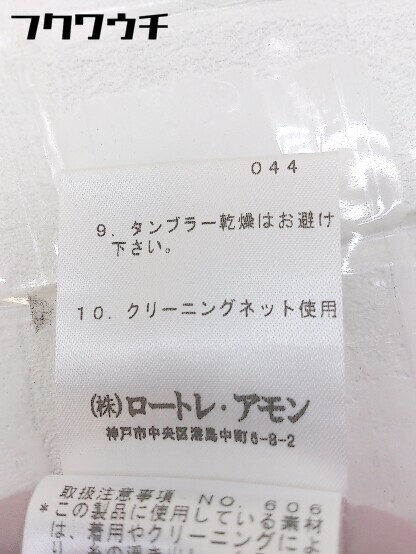 フクワウチ
044
9. タンブラー乾燥はお避け
下さい。
10. クリーニングネット使用
(株)ロートレ・アモン
神戸市中央区港島中町6-8-2
取扱注意事項 NO.606
*この製品に使用している素材
は、着用やクリーニングによ